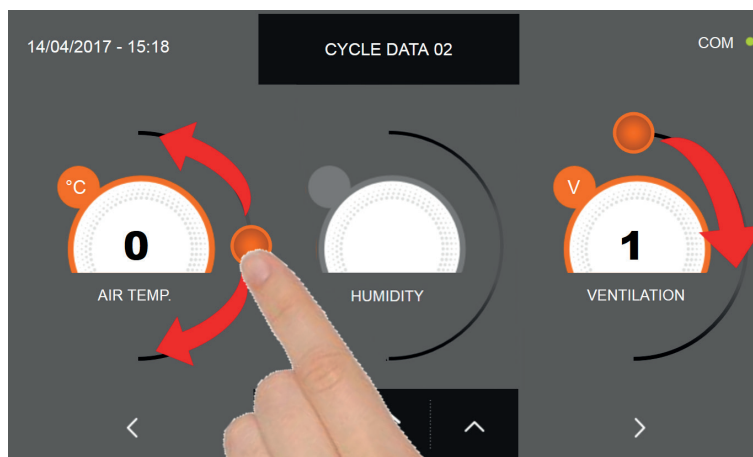 14/04/2017 - 15:18
CYCLE DATA 02
COM
°C
V
0
1
AIR TEMP.
HUMIDITY
VENTILATION